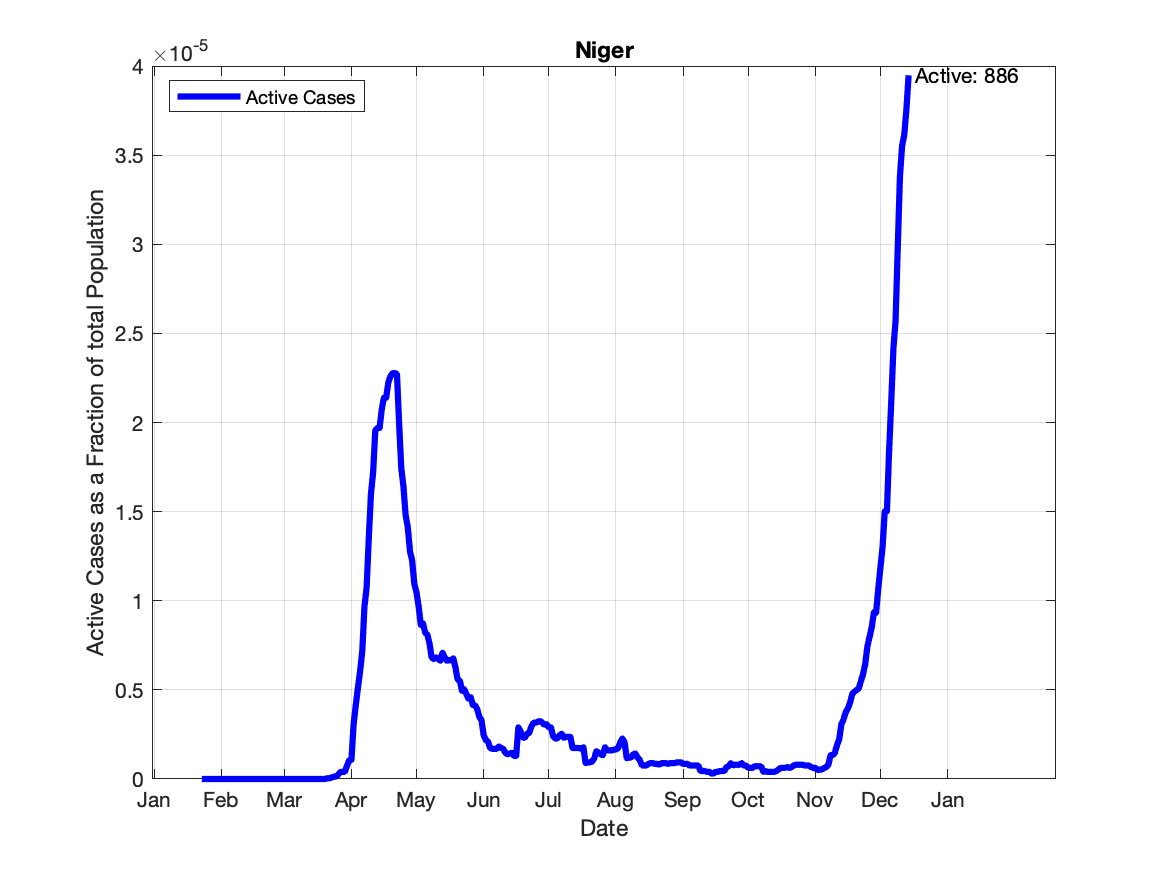 Niger
×10-5
Active Cases
Active: 886
4
3.5
3
2.5
2
1.5
1
0.5
0
Active Cases as a Fraction of total Population
Jan Feb Mar Apr May Jun Jul Aug Sep Oct Nov Dec Jan
Date